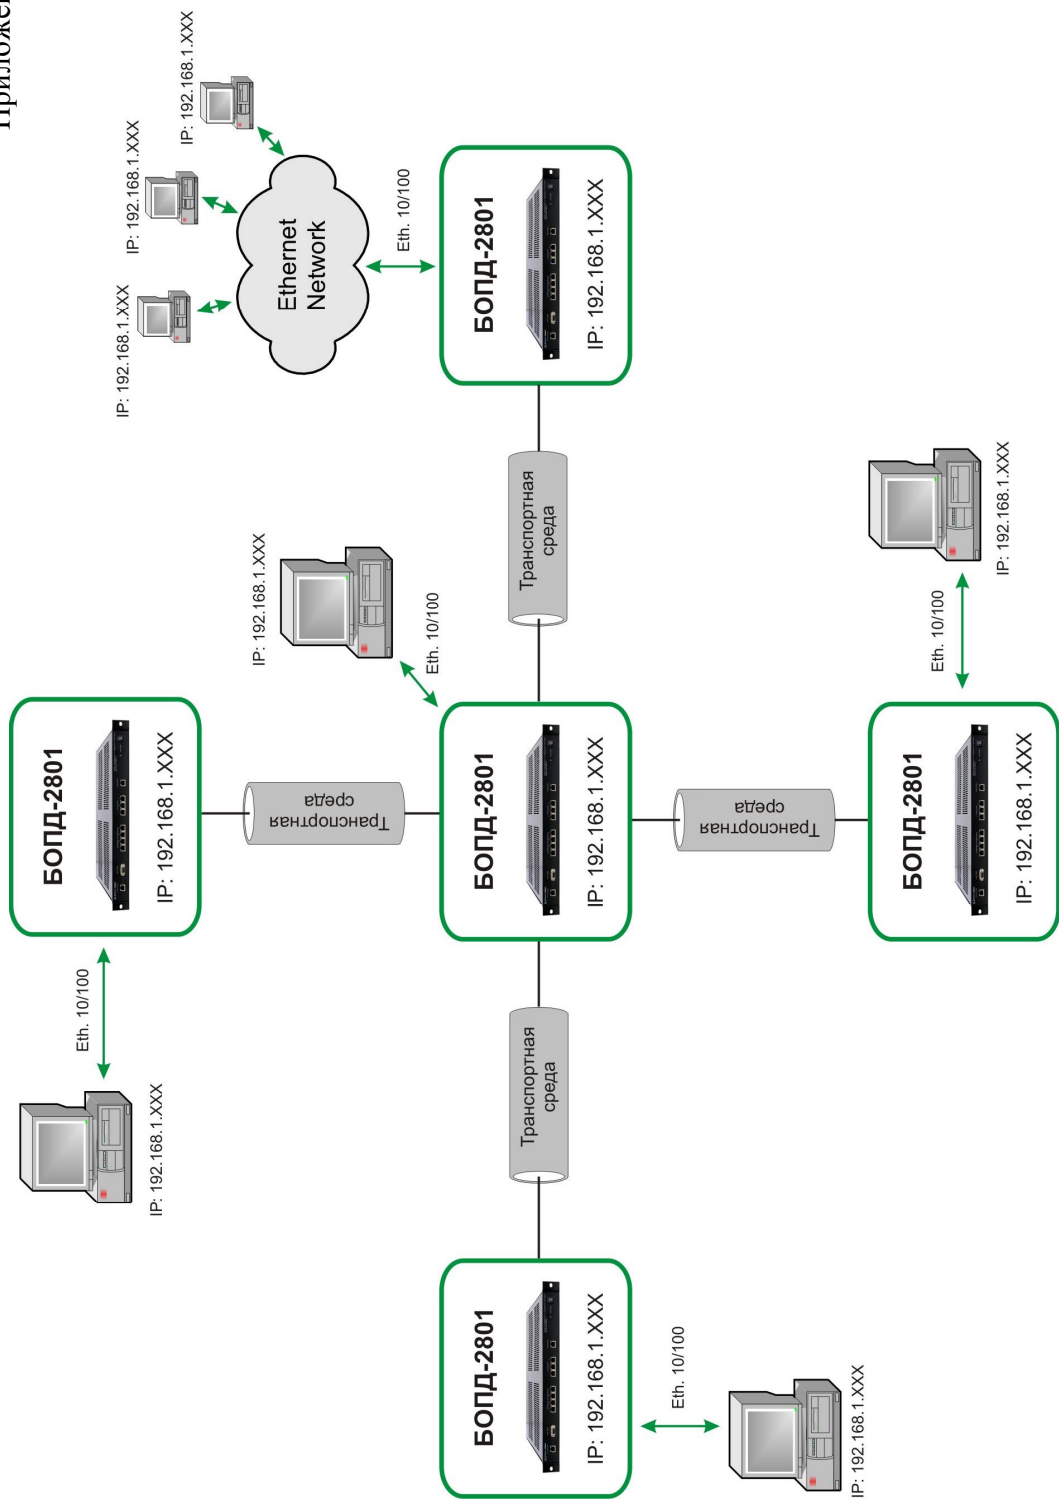 Приложе
IP: 192.168.1.XXX
Eth. 10/100
БОПД-2801
IP: 192.168.1.XXX
Транспортная
среда
IP: 192.168.1.XXX
Eth. 10/100
БОПД-2801
IP: 192.168.1.XXX
Транспортная
среда
IP: 192.168.1.XXX
Eth. 10/100
БОПД-2801
IP: 192.168.1.XXX
Транспортная
среда
IP: 192.168.1.XXX
IP: 192.168.1.XXX
IP: 192.168.1.XXX
Ethernet
Network
Eth. 10/100
БОПД-2801
IP: 192.168.1.XXX
Транспортная
среда
БОПД-2801
IP: 192.168.1.XXX
Eth. 10/100
IP: 192.168.1.XXX